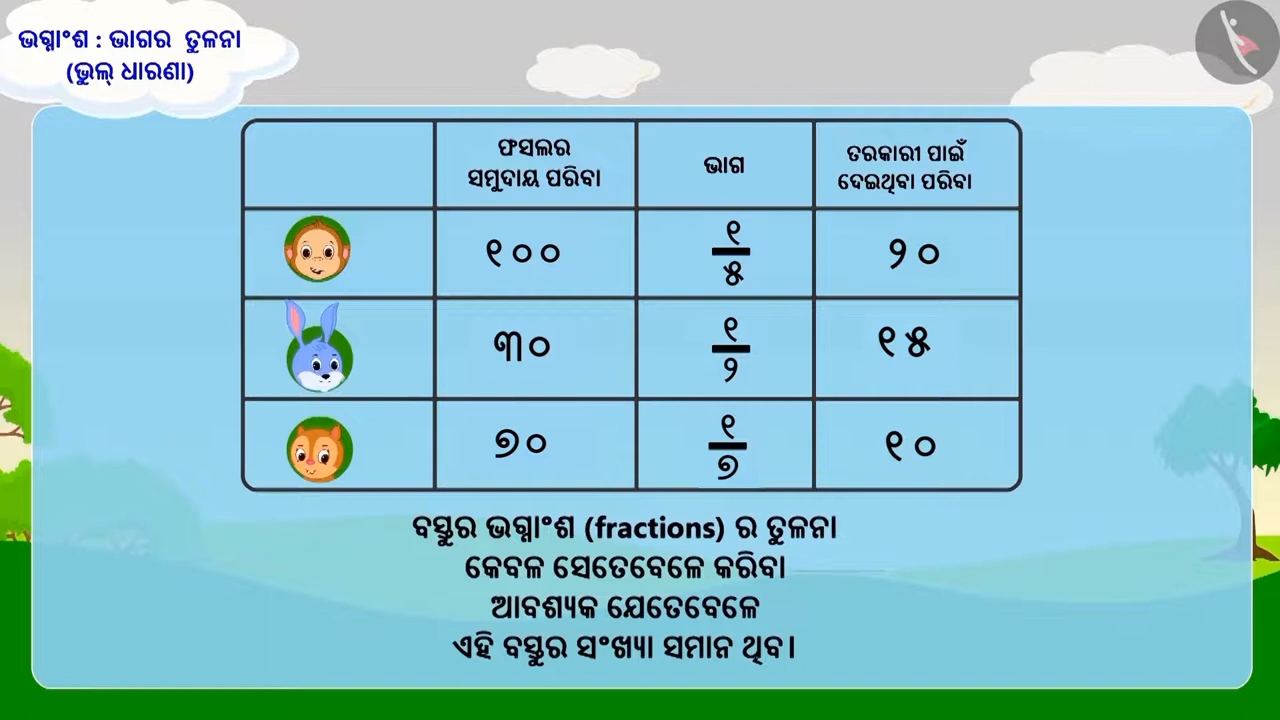 ଭଗ୍ନାଂଶ : ଭାଗର ତୁଳନା
(ଭୁଲ୍ ଧାରଣା)
ଫସଲର
ସମୁଦାୟ ପରିବା
ଭାଗ
ତରକାରୀ ପାଇଁ
ଦେଇଥିବା ପରିବା
୧୦୦
୧
୫
୨୦
୩୦
୧
୨
୧୫
୭୦
୧
୭
୧୦
ବସ୍ତୁର ଭଗ୍ନାଂଶ (fractions) ର ତୁଳନା
କେବଳ ସେତେବେଳେ କରିବା
ଆବଶ୍ୟକ ଯେତେବେଳେ
ଏହି ବସ୍ତୁର ସଂଖ୍ୟା ସମାନ ଥିବ।